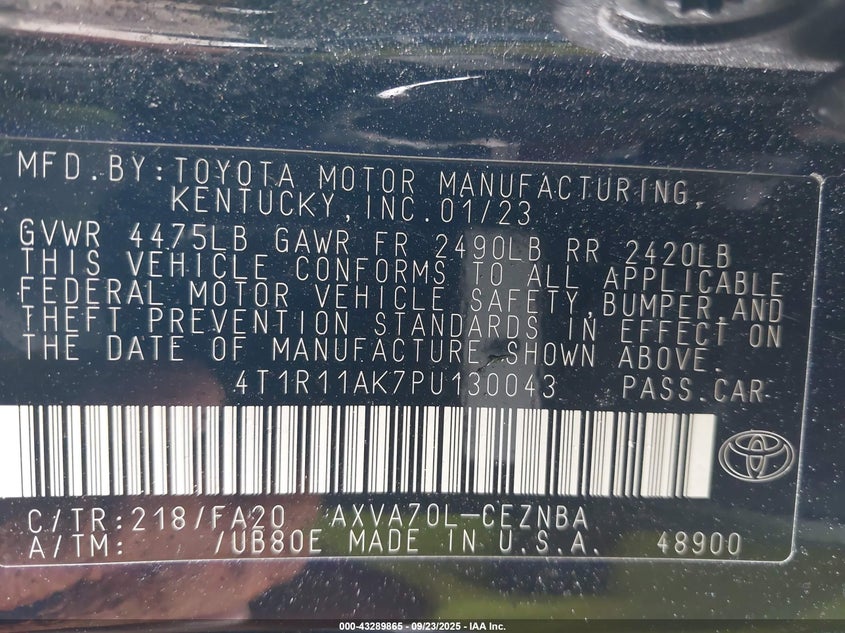 MFD.BY:TOYOTA MOTOR MANUFACTURING,
KENTUCKY,INC.01/23
GVWR 4475LB GAWR FR 2490LB RR 2420LB
THIS VEHICLE CONFORMS TO ALL APPLICABLE
FEDERAL MOTOR VEHICLE SAFETY,BUMPER,AND
THEFT PREVENTION STANDARDS IN EFFECT ON
THE DATE OF MANUFACTURE SHOWN ABOVE.
4T1R11AK7PU130043 PASS.CAR
C/TR:218/FA20 AXVA70L-CEZNBA
A/TM: /UB80E MADE IN U.S.A. 48900
000-43289865 - 09/23/2025 - IAA Inc.